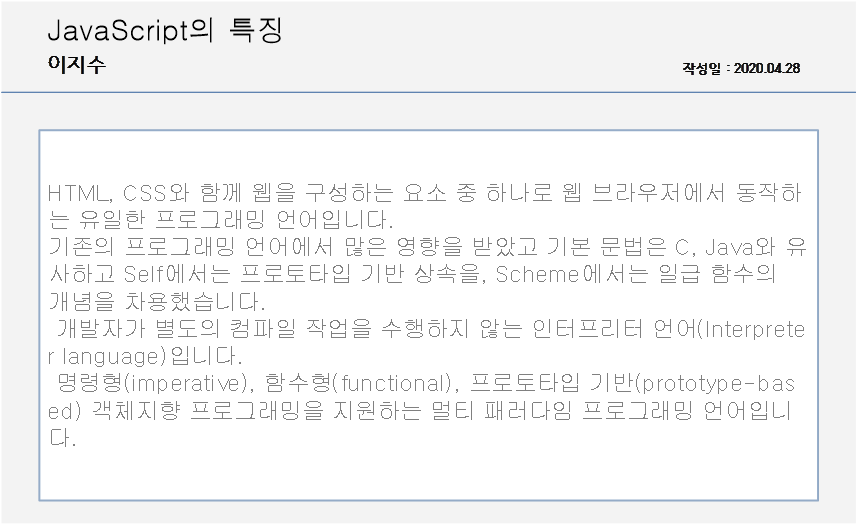 JavaScript의 특징
이지수
작성일 : 2020.04.28
HTML, CSS와 함께 웹을 구성하는 요소 중 하나로 웹 브라우저에서 동작하
는 유일한 프로그래밍 언어입니다.
기존의 프로그래밍 언어에서 많은 영향을 받았고 기본 문법은 C, Java와 유
사하고 Self에서는 프로토타입 기반 상속을, Scheme에서는 일급 함수의
개념을 차용했습니다.
개발자가 별도의 컴파일 작업을 수행하지 않는 인터프리터 언어(Interprete
r language)입니다.
명령형(imperative), 함수형(functional), 프로토타입 기반(prototype-bas
ed) 객체지향 프로그래밍을 지원하는 멀티 패러다임 프로그래밍 언어입니
다.